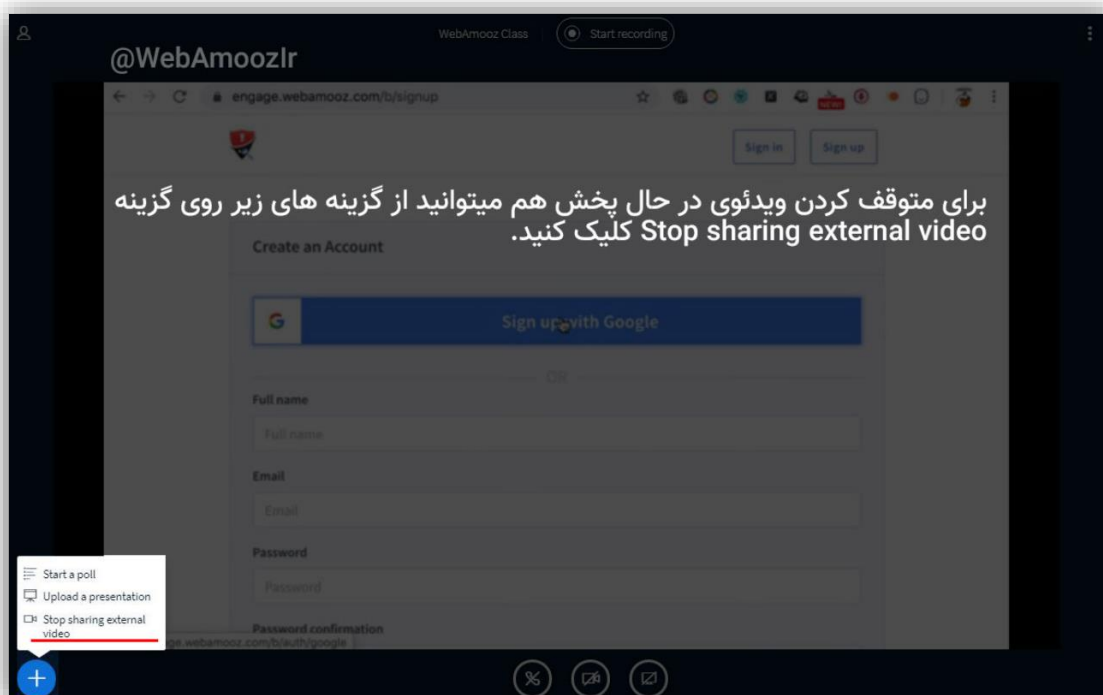 WebAmooz Class
Start recording
@WebAmoozIr
engage.webamooz.com/b/signup
Sign in
Sign up
برای متوقف کردن ویدئوی در حال پخش هم میتوانید از گزینه های زیر روی گزینه
Stop sharing external video کلیک کنید.
Create an Account
G
Sign up with Google
OR
Full name
Full name
Email
Email
Password
Password
Password confirmation
Start a poll
Upload a presentation
Stop sharing external
video
ge.webamooz.com/b/auth/google